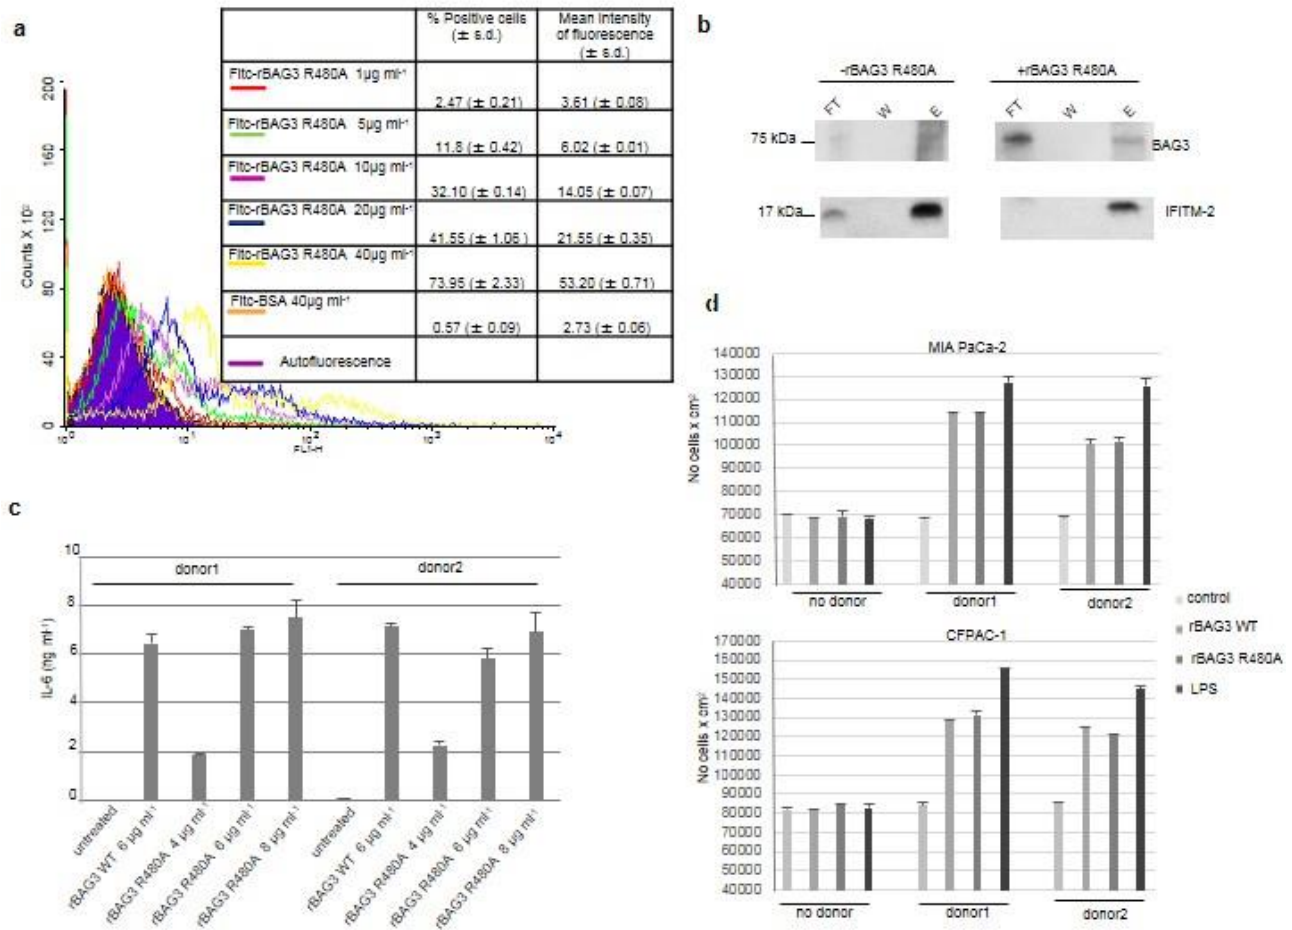 a
% Positive cells (± s.d.)
Mean intensity of fluorescence (± s.d.)
Fitc-rBAG3 R480A 1µg ml-1
2.47 (± 0.21)
3.61 (± 0.08)
Fitc-rBAG3 R480A 5µg ml-1
11.8 (± 0.42)
6.02 (± 0.01)
Fitc-rBAG3 R480A 10µg ml-1
32.10 (± 0.14)
14.05 (± 0.07)
Fitc-rBAG3 R480A 20µg ml-1
41.55 (± 1.06)
21.55 (± 0.35)
Fitc-rBAG3 R480A 40µg ml-1
73.95 (± 2.33)
53.20 (± 0.71)
Fitc-BSA 40µg ml-1
0.57 (± 0.09)
2.73 (± 0.06)
Autofluorescence
Counts X 10²
200
160
120
80
40
0
10⁰ 10¹ 10² 10³ 10⁴
FL1-H
b
-rBAG3 R480A
+rBAG3 R480A
FT W E
FT W E
75 kDa
BAG3
17 kDa
IFITM-2
c
IL-6 (ng ml-1)
10
8
6
4
2
0
donor1
donor2
untreated
rBAG3 WT 6 µg ml-1
rBAG3 R480A 4 µg ml-1
rBAG3 R480A 6 µg ml-1
rBAG3 R480A 8 µg ml-1
untreated
rBAG3 WT 6 µg ml-1
rBAG3 R480A 4 µg ml-1
rBAG3 R480A 6 µg ml-1
rBAG3 R480A 8 µg ml-1
d
MIA PaCa-2
No cells x cm²
140000
130000
120000
110000
100000
90000
80000
70000
60000
50000
40000
no donor
donor1
donor2
CFPAC-1
No cells x cm²
170000
160000
150000
140000
130000
120000
110000
100000
90000
80000
70000
60000
50000
40000
no donor
donor1
donor2
control
rBAG3 WT
rBAG3 R480A
LPS